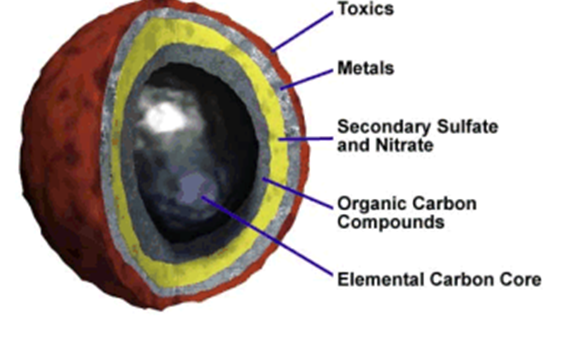 Toxics
Metals
Secondary Sulfate
and Nitrate
Organic Carbon
Compounds
Elemental Carbon Core